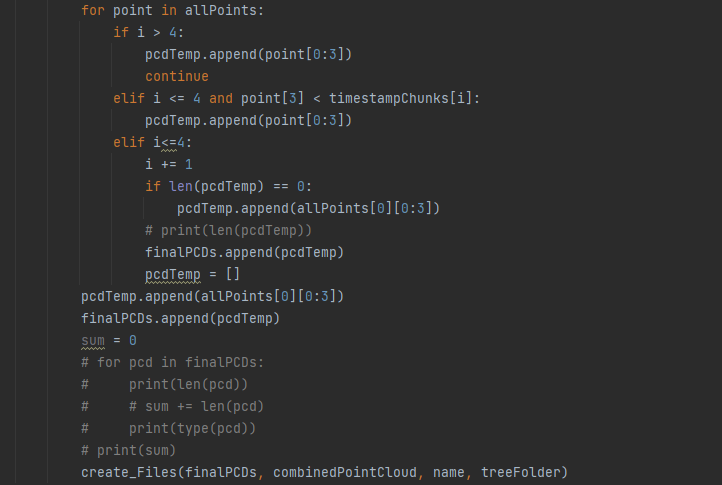 for point in allPoints:
    if i > 4:
        pcdTemp.append(point[0:3])
        continue
    elif i <= 4 and point[3] < timestampChunks[i]:
        pcdTemp.append(point[0:3])
    elif i<=4:
        i += 1
        if len(pcdTemp) == 0:
            pcdTemp.append(allPoints[0][0:3])
        # print(len(pcdTemp))
        finalPCDs.append(pcdTemp)
        pcdTemp = []
pcdTemp.append(allPoints[0][0:3])
finalPCDs.append(pcdTemp)
sum = 0
# for pcd in finalPCDs:
#     print(len(pcd))
#     # sum += len(pcd)
#     print(type(pcd))
# print(sum)
create_Files(finalPCDs, combinedPointCloud, name, treeFolder)